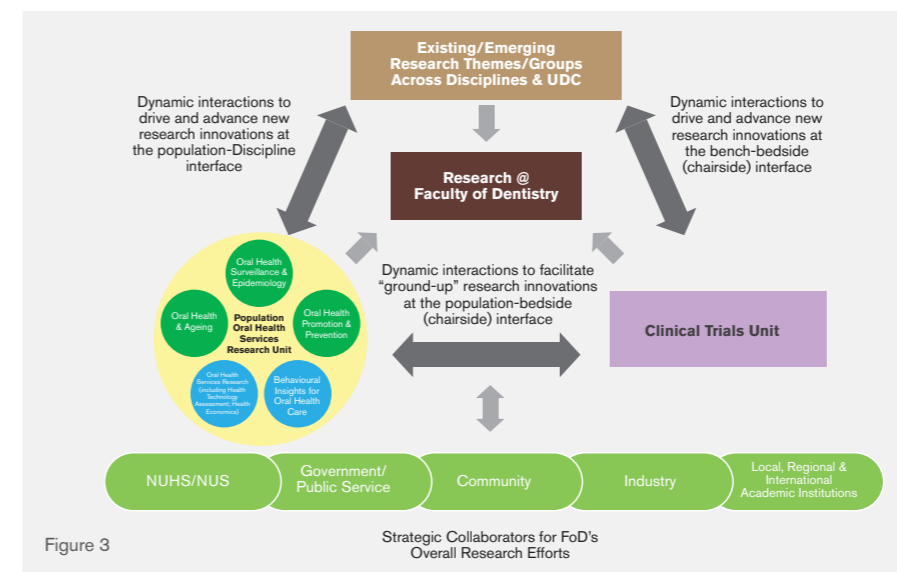 Existing/Emerging
Research Themes/Groups
Across Disciplines & UDC
Dynamic interactions to
drive and advance new
research innovations at
the population-Discipline
interface
Dynamic interactions to
drive and advance new
research innovations at
the bench-bedside
(chairside) interface
Research @
Faculty of Dentistry
Oral Health
Surveillance &
Epidemiology
Oral Health
& Ageing
Population
Oral Health
Services
Research Unit
Oral Health
Promotion &
Prevention
Oral Health
Services Research
(including Health
Technology
Assessment, Health
Economics)
Behavioural
Insights for
Oral Health
Care
Dynamic interactions to facilitate
“ground-up” research innovations
at the population-bedside
(chairside) interface
Clinical Trials Unit
NUHS/NUS
Government/
Public Service
Community
Industry
Local, Regional &
International
Academic Institutions
Strategic Collaborators for FoD's
Overall Research Efforts
Figure 3